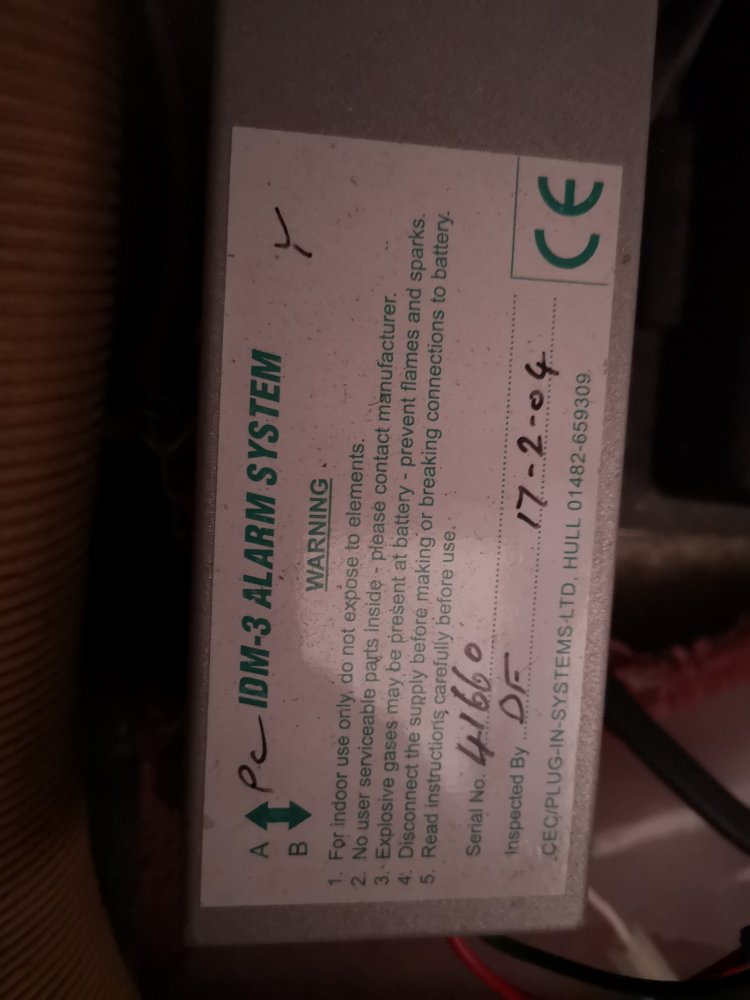 A PC IDM-3 ALARM SYSTEM Y
B
WARNING
1. For indoor use only, do not expose to elements.
2. No user serviceable parts inside - please contact manufacturer.
3. Explosive gases may be present at battery - prevent flames and sparks.
4. Disconnect the supply before making or breaking connections to battery.
5. Read instructions carefully before use.
Serial No. 41660
Inspected By DF 17-2-04
CEC/PLUG-IN-SYSTEMS LTD, HULL 01482-659309
CE